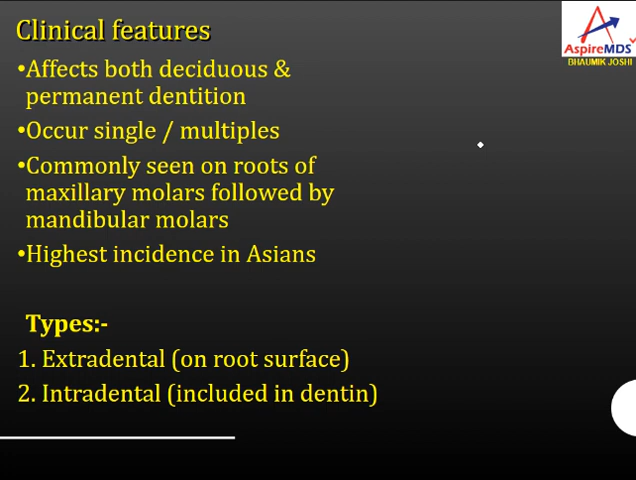 Clinical features
AspireMDS
BHAUMIK JOSHI
•Affects both deciduous &
permanent dentition
•Occur single / multiples
•Commonly seen on roots of
maxillary molars followed by
mandibular molars
•Highest incidence in Asians
Types:-
1. Extradental (on root surface)
2. Intradental (included in dentin)